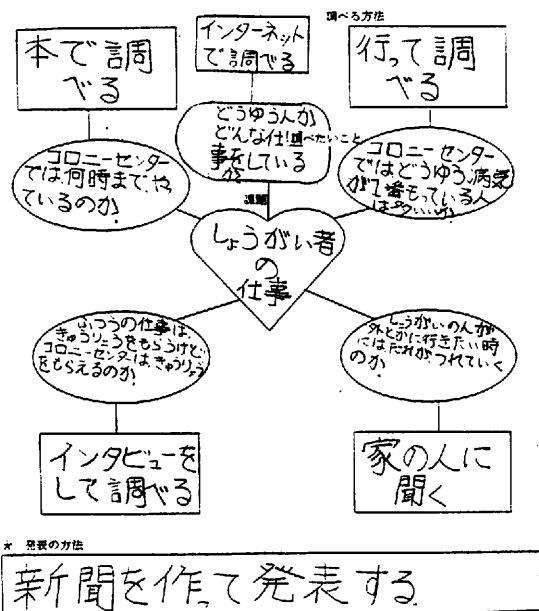 調べる方法
本で調
べる
インターネット
で調べる
行って調
べる
コロニーセンター
では何時までや
ているのか
どうゆう人が
どんな仕
調べたいこと
事をしている
か
コロニーセンター
ではどうゆう病気
が1番もっている人
は多いいか
課題
しょうがい者
の
仕事
ふつうの仕事は、
きゅうりょうをもらうけど
コロニーセンターは、きゅうりょう
をもらえるのか
しょうがいのんが
外とかに行きたい時
にはだれがつれていく
のか
インタビューを
して調べる
家の人に
聞く
* 発表の方法
新聞を作って発表する